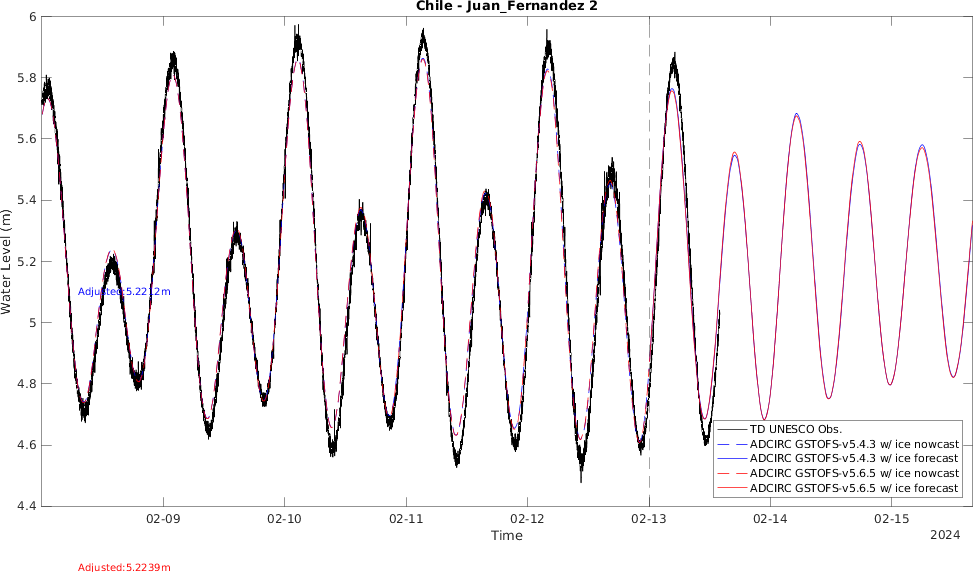 Chile - Juan_Fernandez 2
6
5.8
5.6
5.4
5.2
5
4.8
4.6
4.4
Water Level (m)
Adjusted:5.2212m
TD UNESCO Obs.
ADCIRC GSTOFS-v5.4.3 w/ ice nowcast
ADCIRC GSTOFS-v5.4.3 w/ ice forecast
ADCIRC GSTOFS-v5.6.5 w/ ice nowcast
ADCIRC GSTOFS-v5.6.5 w/ ice forecast
02-09 02-10 02-11 02-12 02-13 02-14 02-15
Time
2024
Adjusted:5.2239m